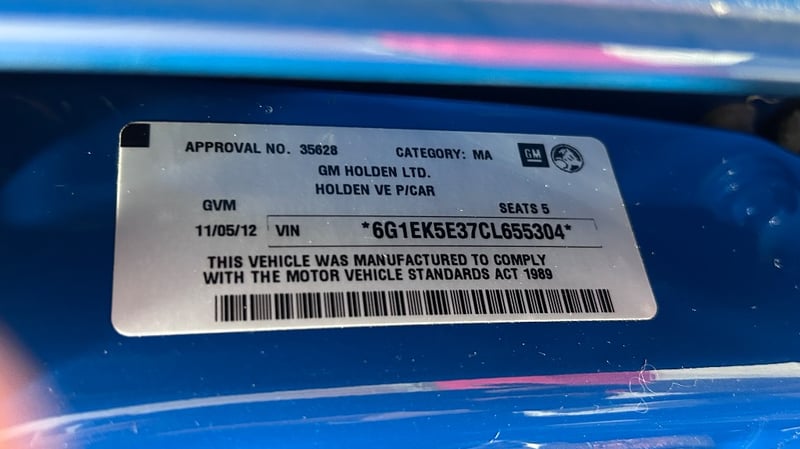 APPROVAL NO. 35628 CATEGORY: MA GM
GM HOLDEN LTD.
HOLDEN VE P/CAR
GVM SEATS 5
11/05/12 VIN *6G1EK5E37CL655304*
THIS VEHICLE WAS MANUFACTURED TO COMPLY
WITH THE MOTOR VEHICLE STANDARDS ACT 1989